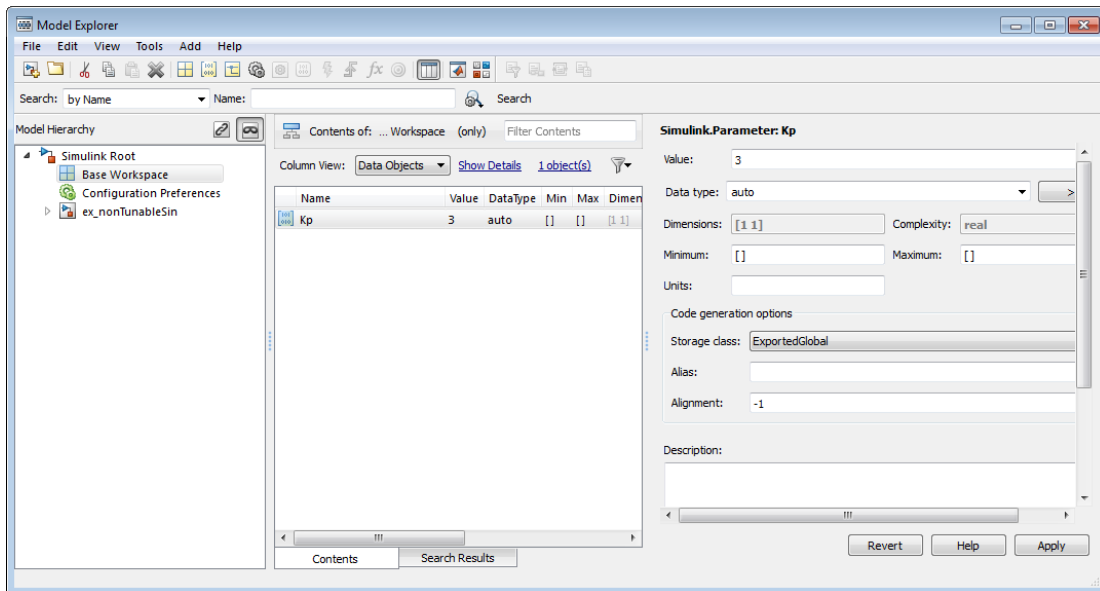 Model Explorer
File Edit View Tools Add Help
fx
Search: by Name Name: Search
Model Hierarchy
Simulink Root
Base Workspace
Configuration Preferences
ex_nonTunableSin
Contents of: ... Workspace (only) Filter Contents
Column View: Data Objects Show Details 1 object(s)
Name Value DataType Min Max Dimen
Kp 3 auto [] [] [1 1]
Contents Search Results
Simulink.Parameter: Kp
Value: 3
Data type: auto >
Dimensions: [1 1] Complexity: real
Minimum: [] Maximum: []
Units:
Code generation options
Storage class: ExportedGlobal
Alias:
Alignment: -1
Description:
Revert Help Apply